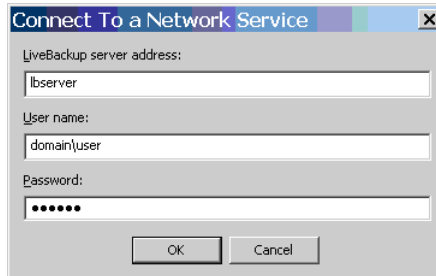 Connect To a Network Service
LiveBackup server address:
lbserver
User name:
domain\user
Password:
●●●●●●
OK Cancel